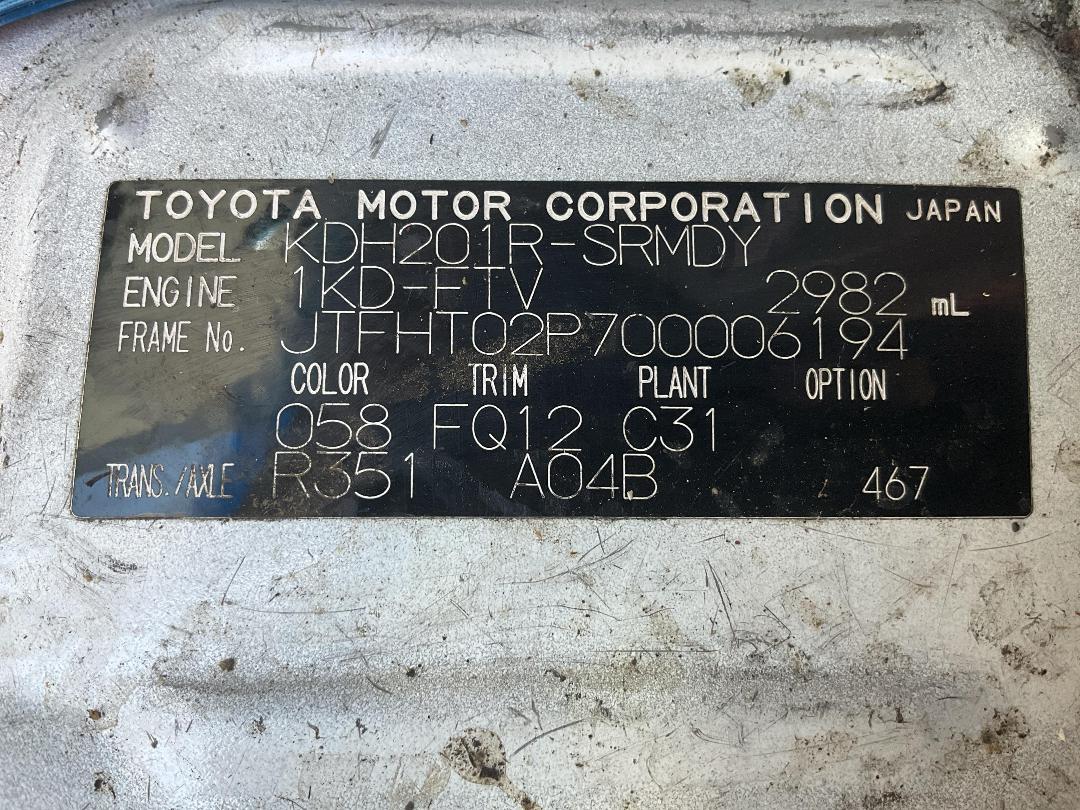 TOYOTA MOTOR CORPORATION JAPAN
MODEL KDH201R-SRMDY
ENGINE 1KD-FTV 2982 mL
FRAME No. JTFHT02P700006194
COLOR TRIM PLANT OPTION
058 FQ12 C31
TRANS./AXLE R351 A04B 467